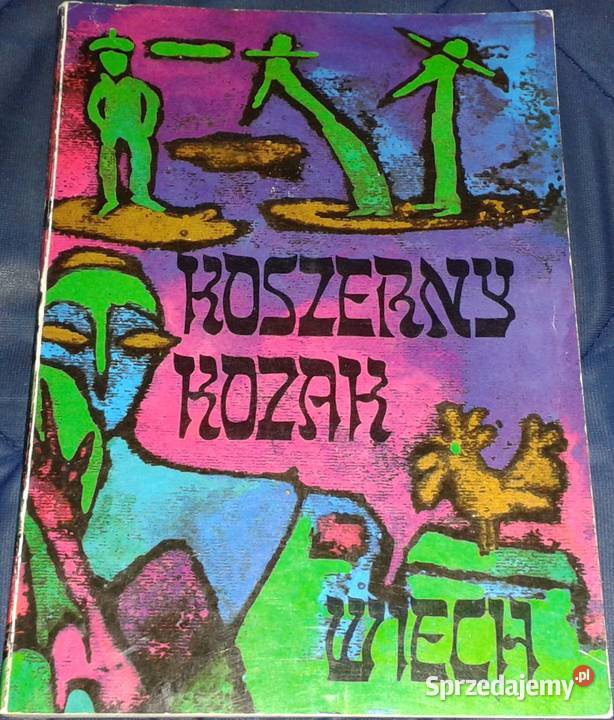 KOSZERNY
KOZAK
WIECH
Sprzedajemy.pl